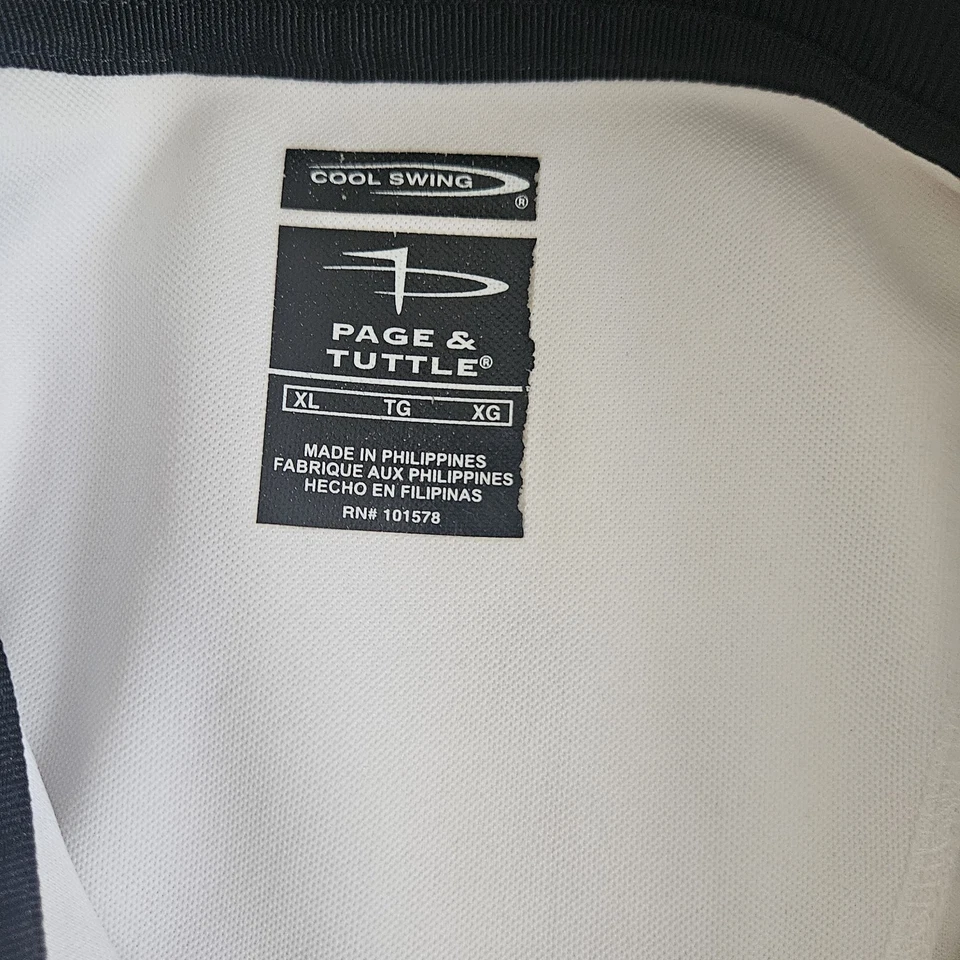 COOL SWING
®
PAGE &
TUTTLE®
XL TG XG
MADE IN PHILIPPINES
FABRIQUE AUX PHILIPPINES
HECHO EN FILIPINAS
RN# 101578